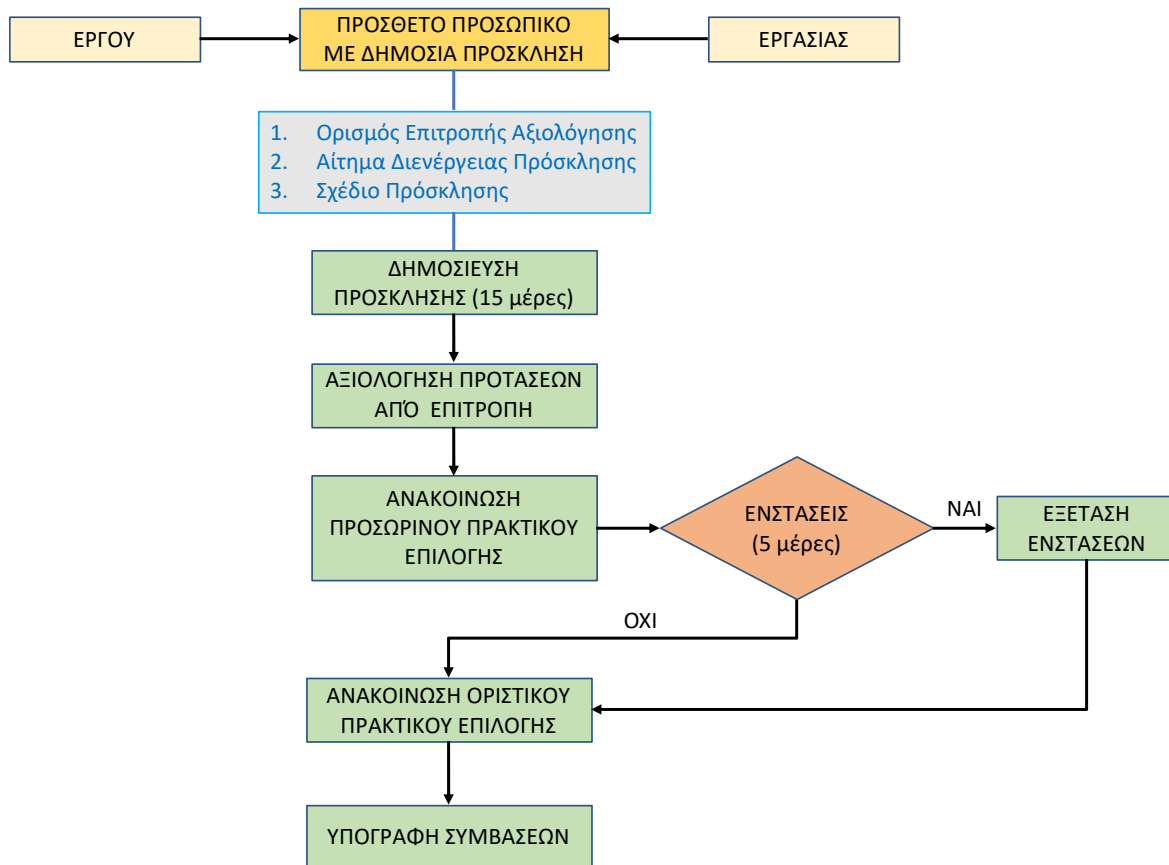 ΕΡΓΟΥ
ΠΡΟΣΘΕΤΟ ΠΡΟΣΩΠΙΚΟ
ΜΕ ΔΗΜΟΣΙΑ ΠΡΟΣΚΛΗΣΗ
ΕΡΓΑΣΙΑΣ
1. Ορισμός Επιτροπής Αξιολόγησης
2. Αίτημα Διενέργειας Πρόσκλησης
3. Σχέδιο Πρόσκλησης
ΔΗΜΟΣΙΕΥΣΗ
ΠΡΟΣΚΛΗΣΗΣ (15 μέρες)
ΑΞΙΟΛΟΓΗΣΗ ΠΡΟΤΑΣΕΩΝ
ΑΠΌ ΕΠΙΤΡΟΠΗ
ΑΝΑΚΟΙΝΩΣΗ
ΠΡΟΣΩΡΙΝΟΥ ΠΡΑΚΤΙΚΟΥ
ΕΠΙΛΟΓΗΣ
ΕΝΣΤΑΣΕΙΣ
(5 μέρες)
ΝΑΙ
ΕΞΕΤΑΣΗ
ΕΝΣΤΑΣΕΩΝ
ΟΧΙ
ΑΝΑΚΟΙΝΩΣΗ ΟΡΙΣΤΙΚΟΥ
ΠΡΑΚΤΙΚΟΥ ΕΠΙΛΟΓΗΣ
ΥΠΟΓΡΑΦΗ ΣΥΜΒΑΣΕΩΝ